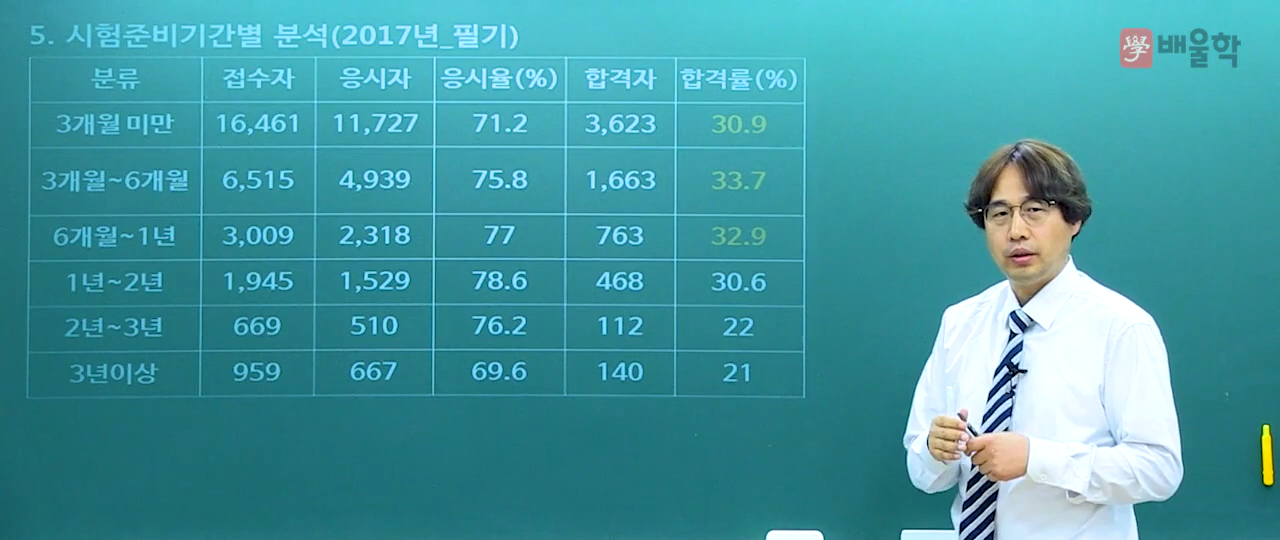 5. 시험준비기간별 분석(2017년_필기)
學 배울학
분류 접수자 응시자 응시율(%) 합격자 합격률(%)
3개월 미만 16,461 11,727 71.2 3,623 30.9
3개월~6개월 6,515 4,939 75.8 1,663 33.7
6개월~1년 3,009 2,318 77 763 32.9
1년~2년 1,945 1,529 78.6 468 30.6
2년~3년 669 510 76.2 112 22
3년이상 959 667 69.6 140 21